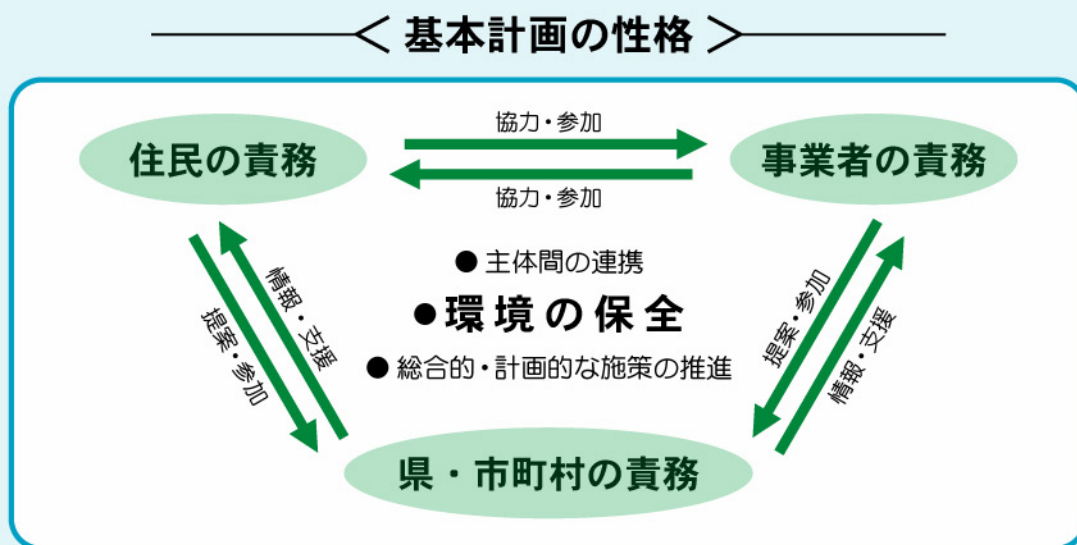 ＜ 基本計画の性格 ＞
協力・参加
住民の責務
事業者の責務
協力・参加
● 主体間の連携
●環境の保全
● 総合的・計画的な施策の推進
情報・支援
提案・参加
提案・参加
情報・支援
県・市町村の責務